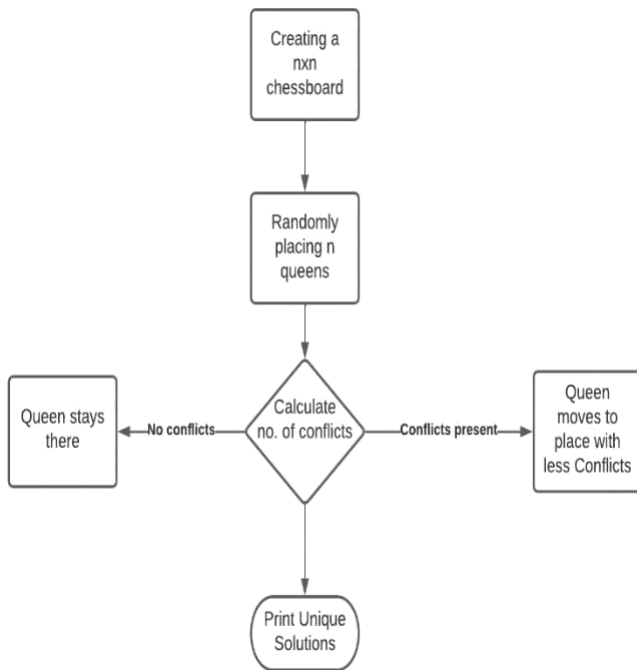 Creating a
nxn
chessboard
Randomly
placing n
queens
Calculate
no. of conflicts
No conflicts
Queen stays
there
Conflicts present
Queen
moves to
place with
less Conflicts
Print Unique
Solutions